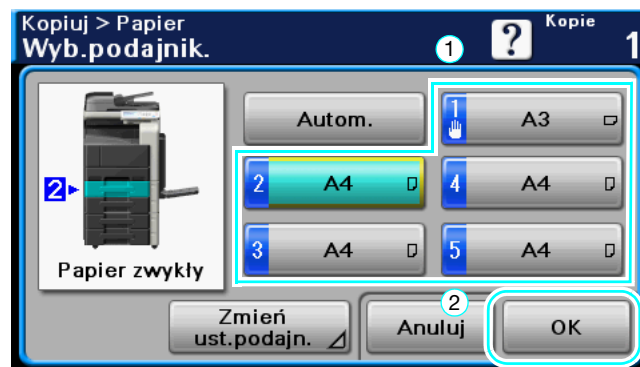 Kopiuj > Papier
Wyb.podajnik.
1
?
Kopie
1
Autom.
1 A3
2 A4
4 A4
3 A4
5 A4
2
Papier zwykły
Zmień
ust.podajn.
2
Anuluj
OK